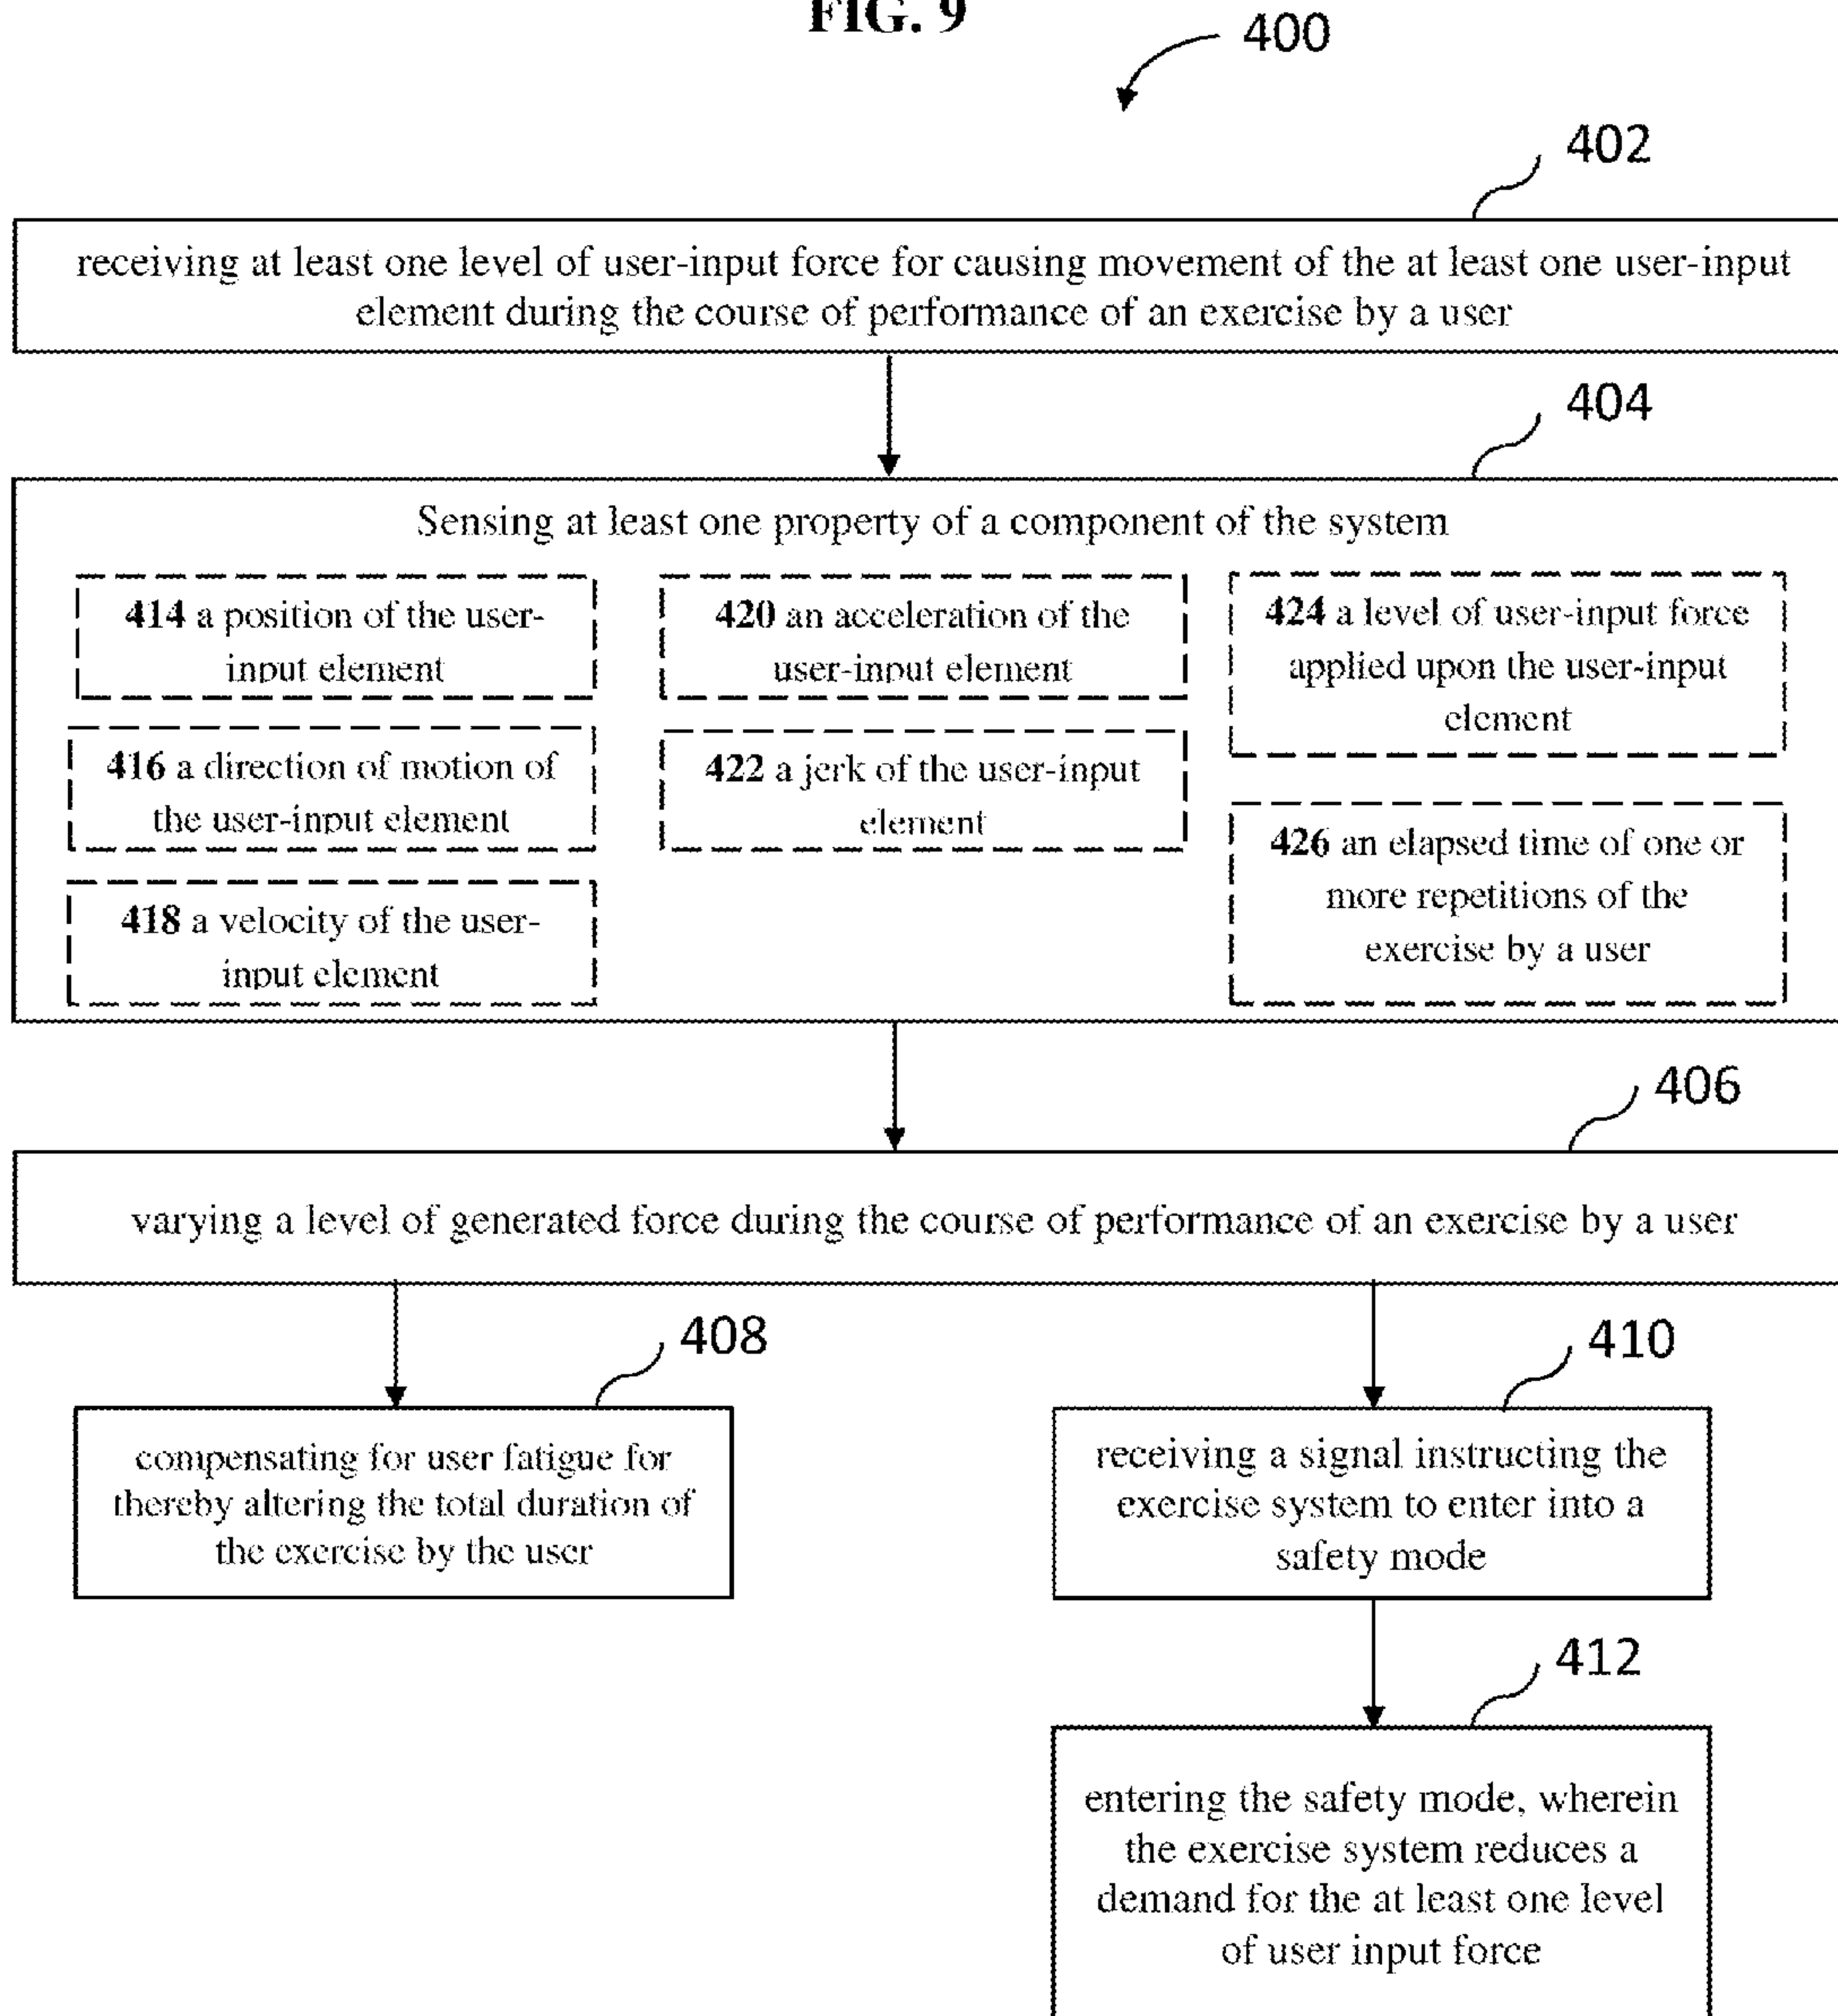 FIG. 9
400
402
receiving at least one level of user-input force for causing movement of the at least one user-input
element during the course of performance of an exercise by a user
404
Sensing at least one property of a component of the system
414 a position of the user-
input element
420 an acceleration of the
user-input element
424 a level of user-input force
applied upon the user-input
element
416 a direction of motion of
the user-input element
422 a jerk of the user-input
element
426 an elapsed time of one or
more repetitions of the
exercise by a user
418 a velocity of the user-
input element
406
varying a level of generated force during the course of performance of an exercise by a user
408
compensating for user fatigue for
thereby altering the total duration of
the exercise by the user
410
receiving a signal instructing the
exercise system to enter into a
safety mode
412
entering the safety mode, wherein
the exercise system reduces a
demand for the at least one level
of user input force